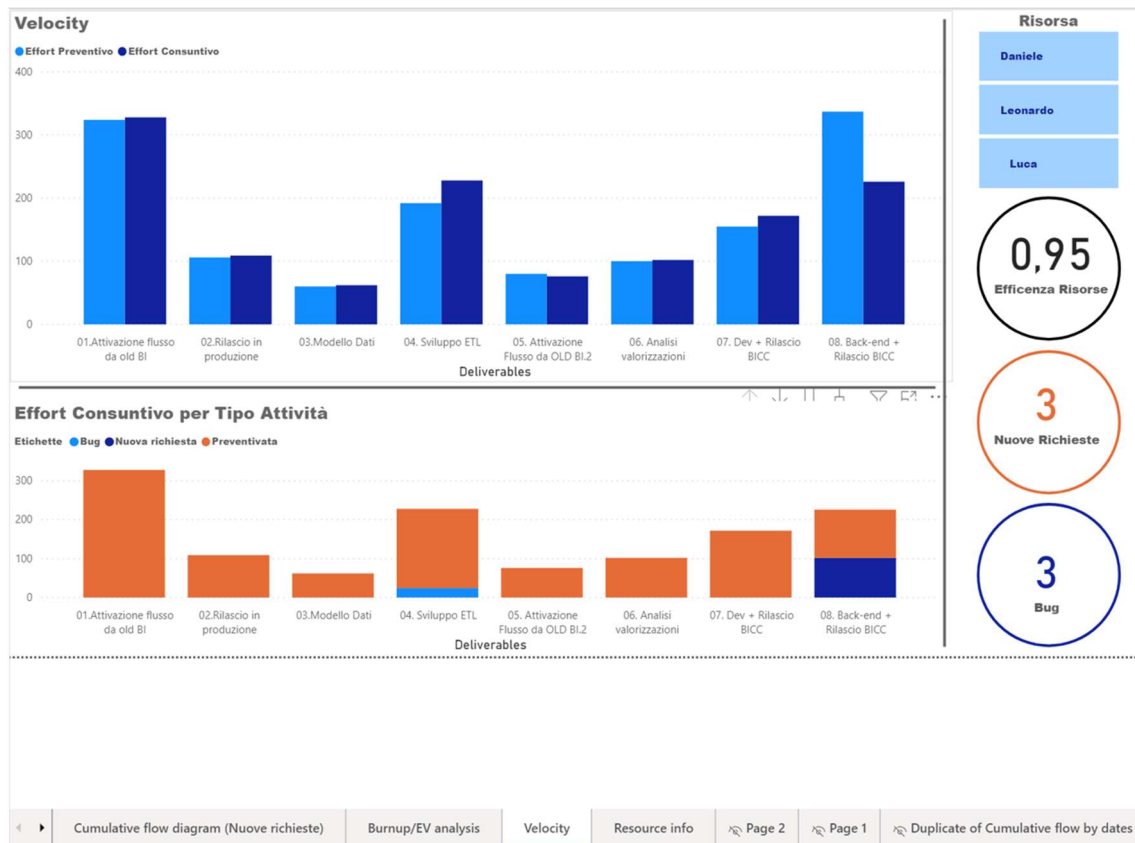 Velocity
Effort Preventivo Effort Consuntivo
400
300
200
100
0
01.Attivazione flusso
da old BI
02.Rilascio in
produzione
03.Modello Dati
04. Sviluppo ETL
05. Attivazione
Flusso da OLD BI.2
06. Analisi
valorizzazioni
07. Dev + Rilascio
BICC
08. Back-end +
Rilascio BICC
Deliverables
Effort Consuntivo per Tipo Attività
Etichette Bug Nuova richiesta Preventivata
300
200
100
0
01.Attivazione flusso
da old BI
02.Rilascio in
produzione
03.Modello Dati
04. Sviluppo ETL
05. Attivazione
Flusso da OLD BI.2
06. Analisi
valorizzazioni
07. Dev + Rilascio
BICC
08. Back-end +
Rilascio BICC
Deliverables
Risorsa
Daniele
Leonardo
Luca
0,95
Efficenza Risorse
3
Nuove Richieste
3
Bug
Cumulative flow diagram (Nuove richieste)
Burnup/EV analysis
Velocity
Resource info
Page 2
Page 1
Duplicate of Cumulative flow by dates